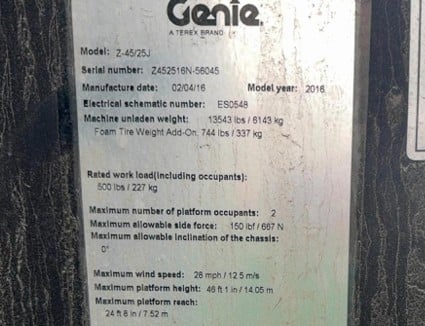 Genie
A TEREX BRAND
Model: Z-45/25J
Serial number: Z452516N-56045
Manufacture date: 02/04/16 Model year: 2016
Electrical schematic number: ES0548
Machine unladen weight: 13543 lbs / 6143 kg
Foam Tire Weight Add-On, 744 lbs / 337 kg
Rated work load(including occupants):
500 lbs / 227 kg
Maximum number of platform occupants: 2
Maximum allowable side force: 150 lbf / 667 N
Maximum allowable inclination of the chassis:
0°
Maximum wind speed: 28 mph / 12.5 m/s
Maximum platform height: 46 ft 1 in / 14.05 m
Maximum platform reach:
24 ft 8 in / 7.52 m